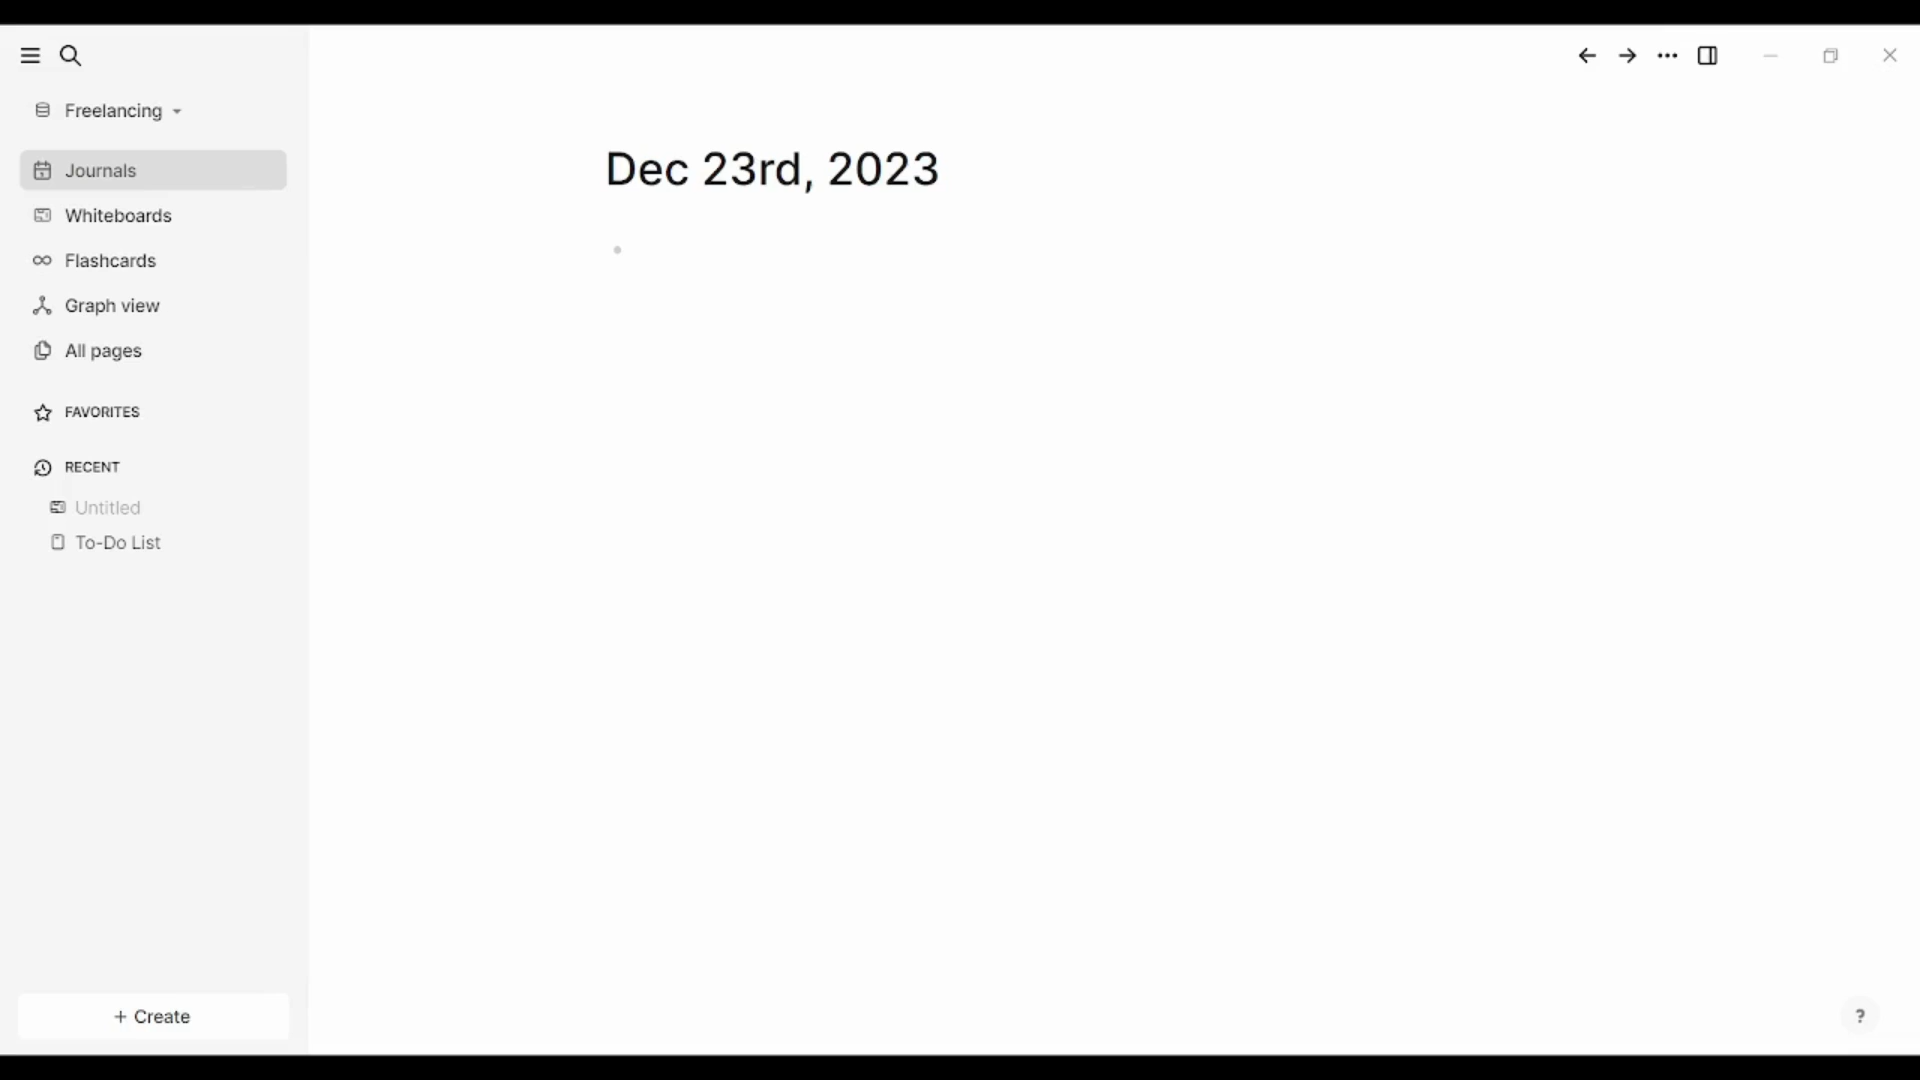 Freelancing
Journals
Whiteboards
Flashcards
Graph view
All pages
FAVORITES
RECENT
Untitled
To-Do List
+ Create
Dec 23rd, 2023
?